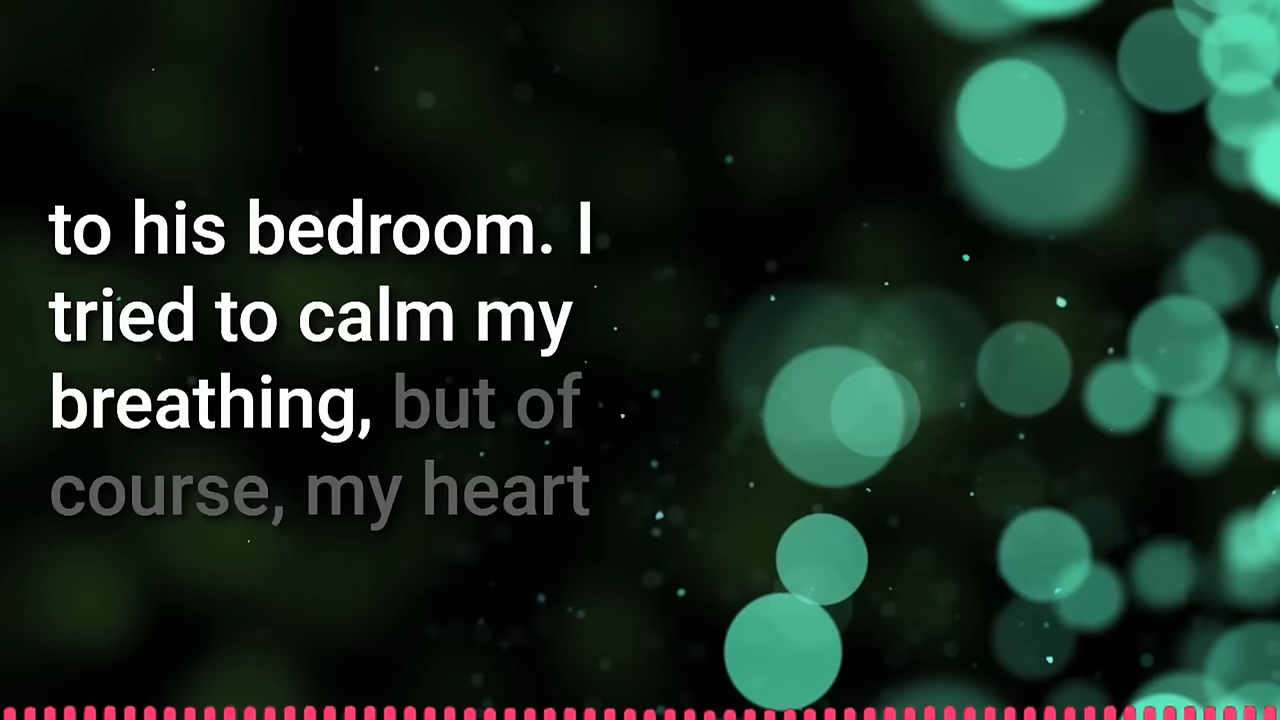 to his bedroom. I
tried to calm my
breathing, but of
course, my heart